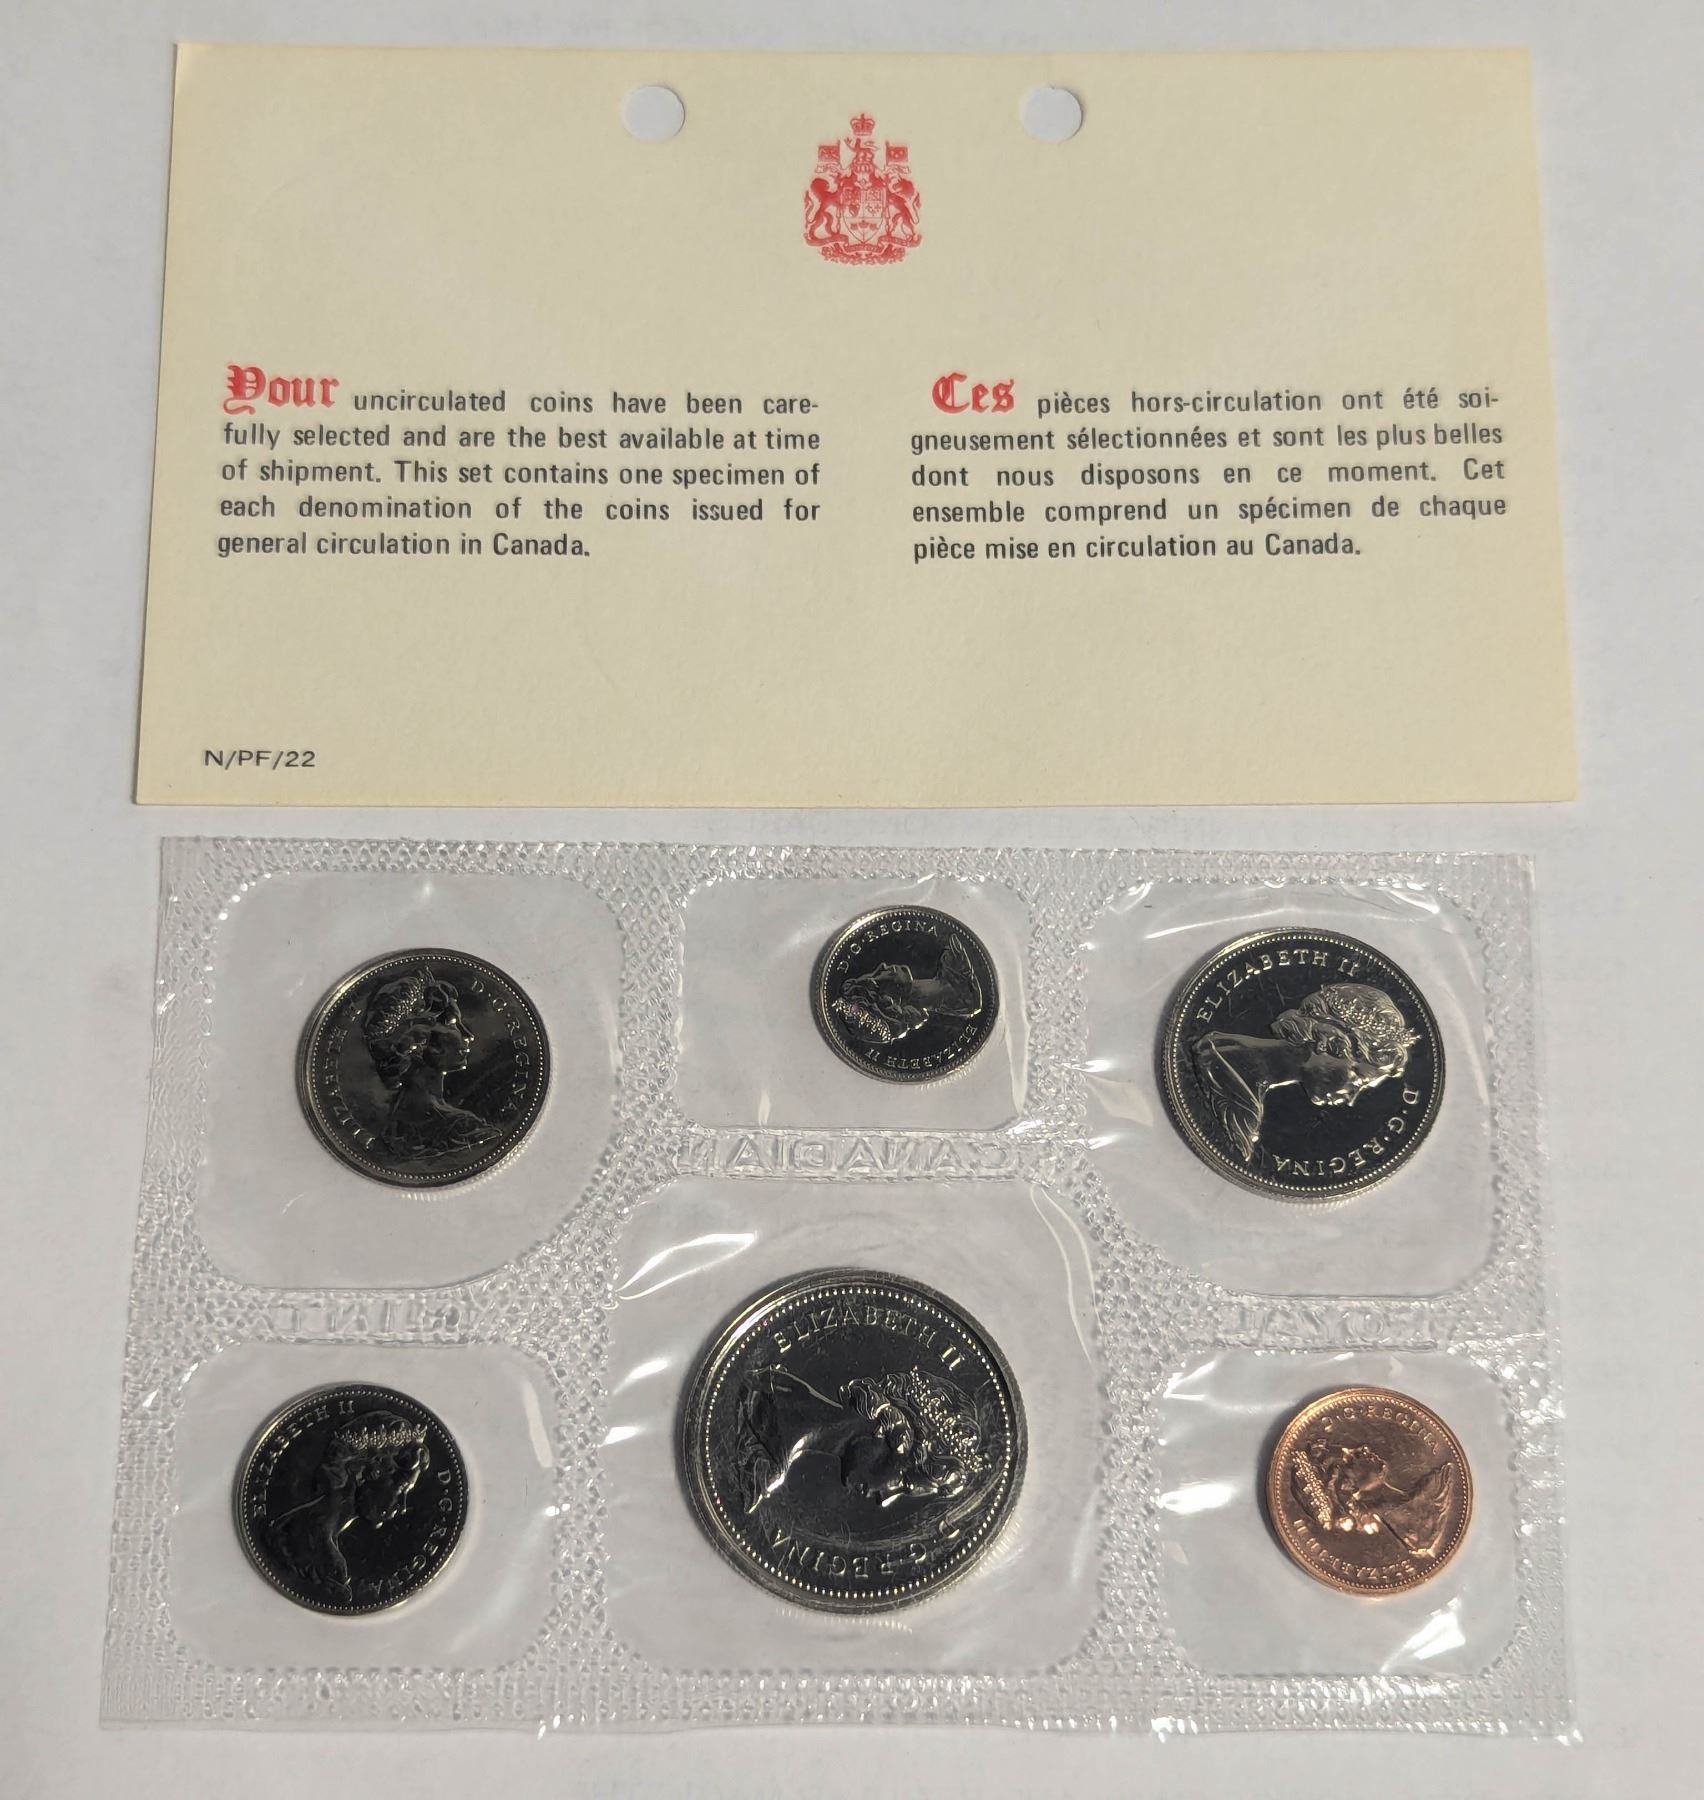 Your uncirculated coins have been care-
fully selected and are the best available at time
of shipment. This set contains one specimen of
each denomination of the coins issued for
general circulation in Canada.
Ces pièces hors-circulation ont été soi-
gneusement sélectionnées et sont les plus belles
dont nous disposons en ce moment. Cet
ensemble comprend un spécimen de chaque
pièce mise en circulation au Canada.
N/PF/22
ELIZABETH II D·G·REGINA
ELIZABETH II D·G·REGINA
ELIZABETH II D·G·REGINA
CANADIAN
MINT
ROYAL
ELIZABETH II D·G·REGINA
ELIZABETH II D·G·REGINA
ELIZABETH II D·G·REGINA